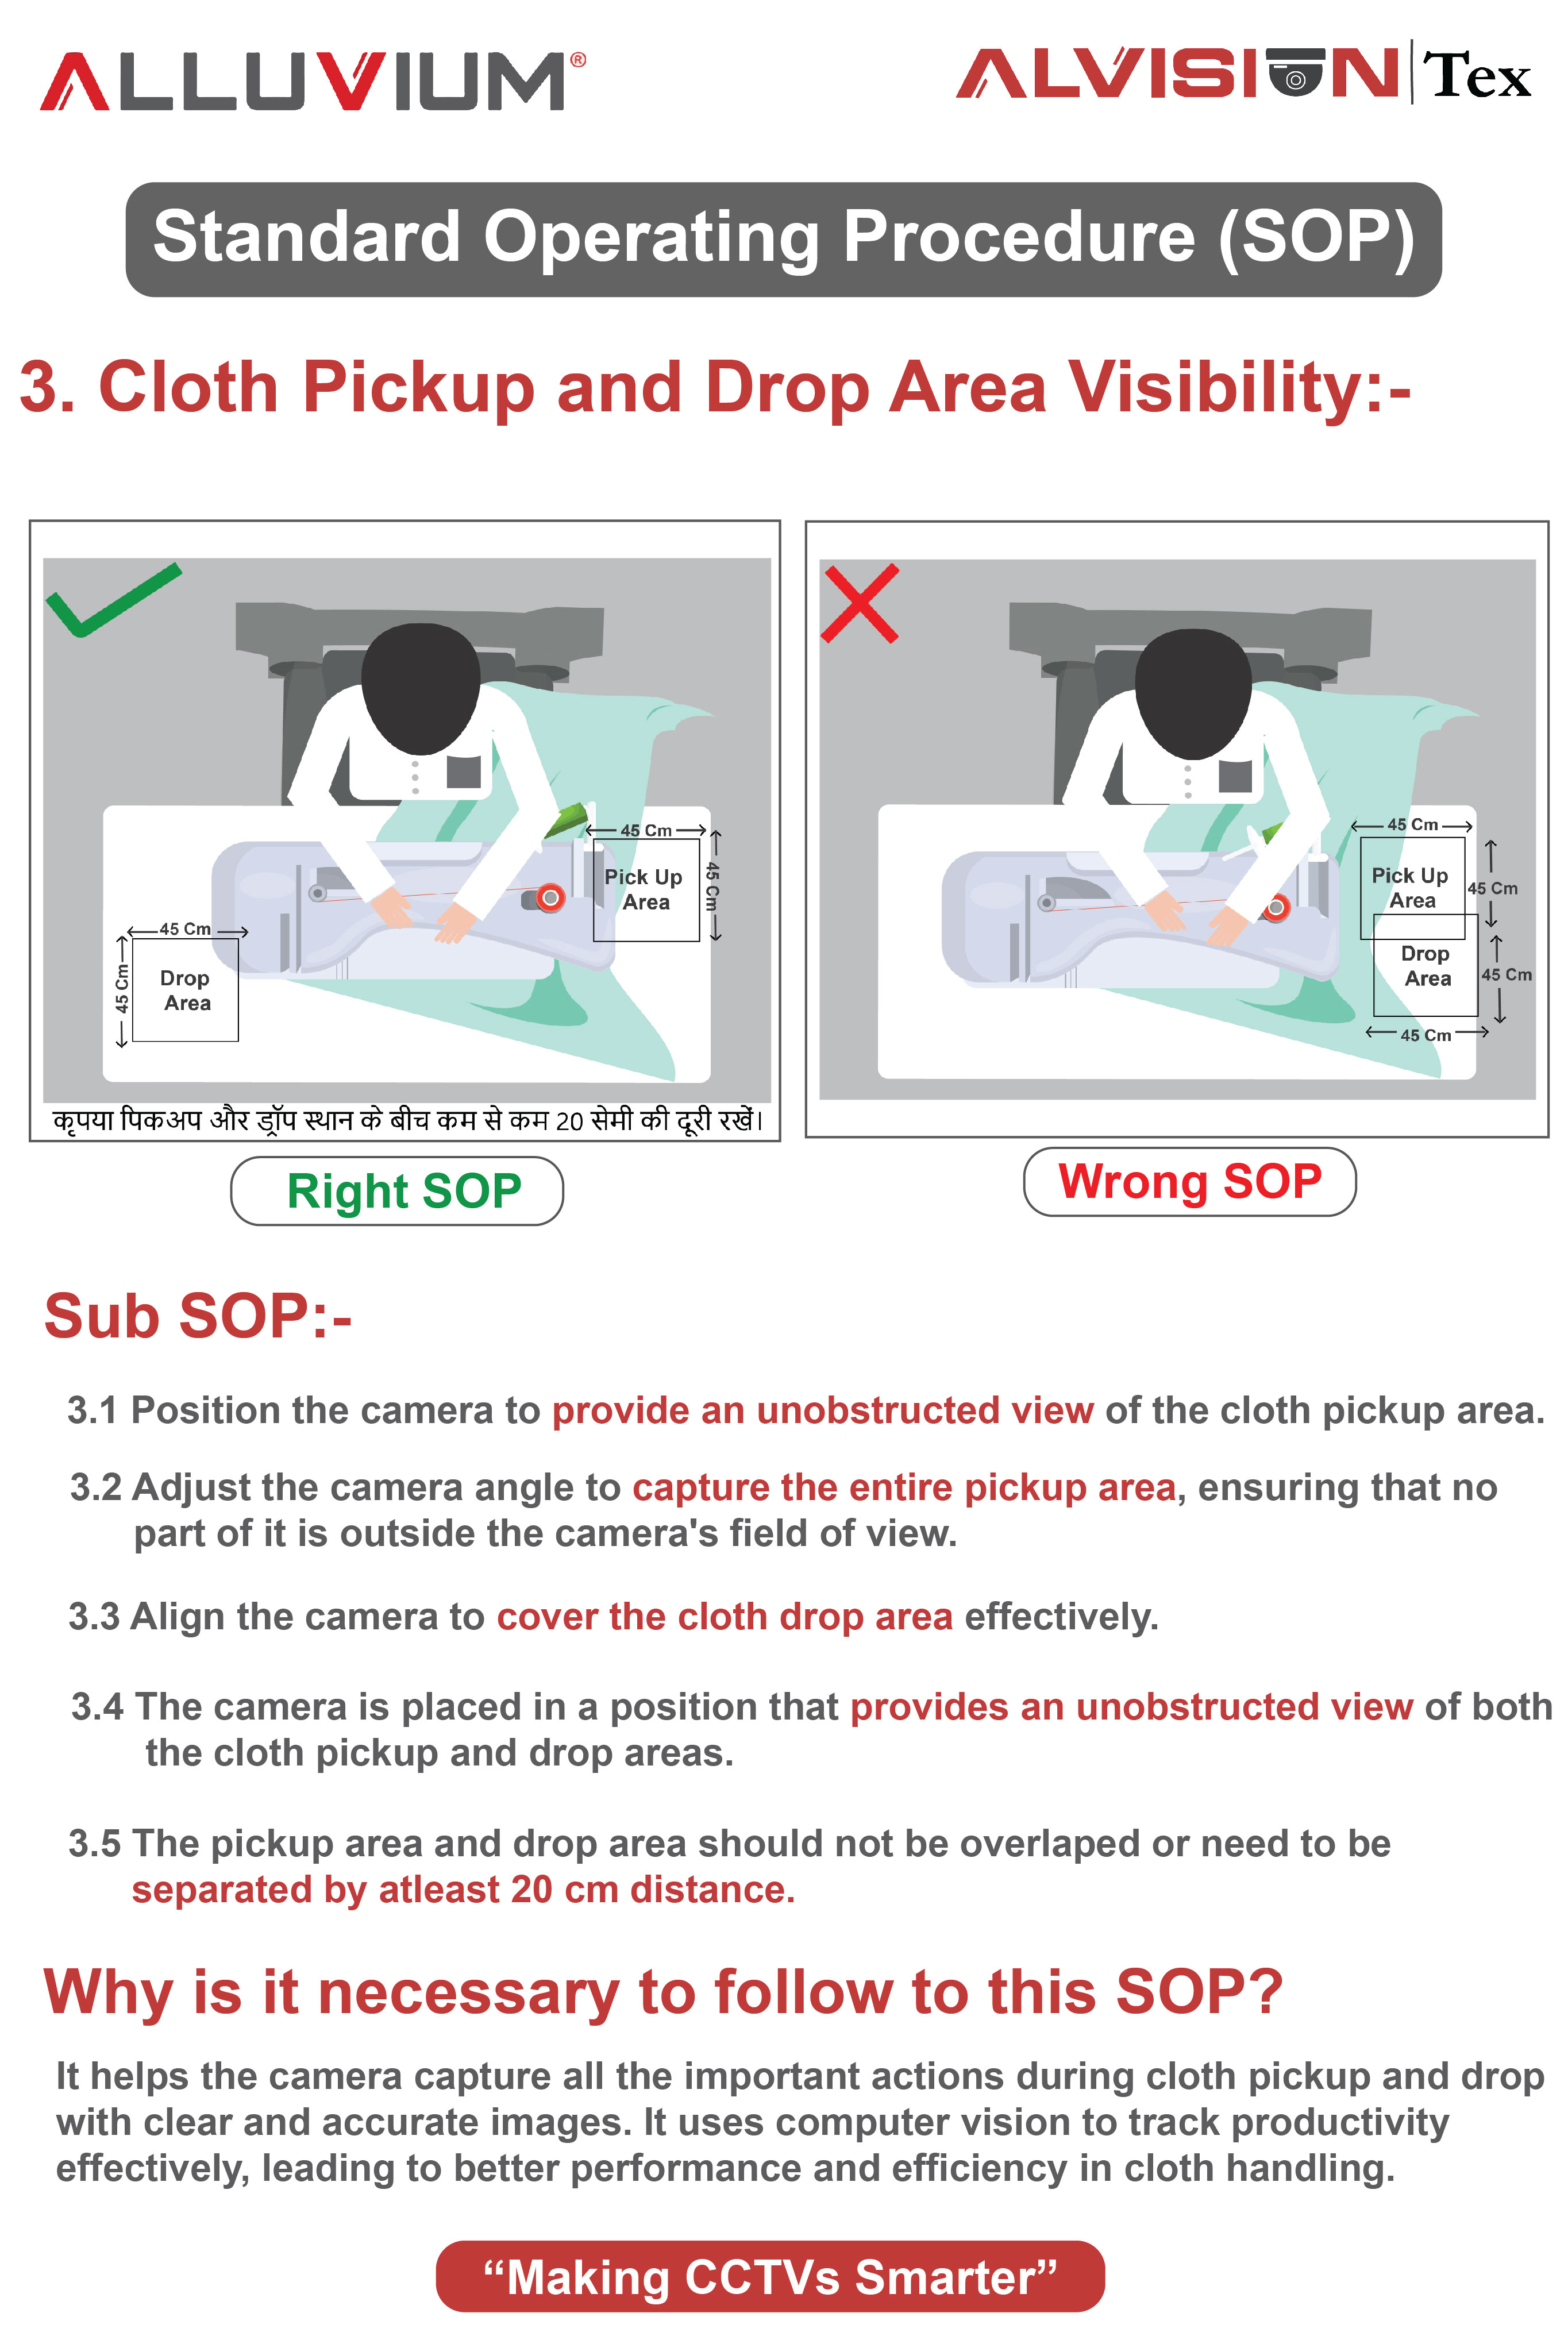 ALLUVIUM®
ALVISION | Tex
Standard Operating Procedure (SOP)
3. Cloth Pickup and Drop Area Visibility:-
45 Cm
Pick Up
Area
45 Cm
45 Cm
Drop
Area
45 Cm
कृपया पिकअप और ड्रॉप स्थान के बीच कम से कम 20 सेमी की दूरी रखें।
Right SOP
45 Cm
Pick Up
Area
45 Cm
Drop
Area
45 Cm
45 Cm
Wrong SOP
Sub SOP:-
3.1 Position the camera to provide an unobstructed view of the cloth pickup area.
3.2 Adjust the camera angle to capture the entire pickup area, ensuring that no
part of it is outside the camera's field of view.
3.3 Align the camera to cover the cloth drop area effectively.
3.4 The camera is placed in a position that provides an unobstructed view of both
the cloth pickup and drop areas.
3.5 The pickup area and drop area should not be overlaped or need to be
separated by atleast 20 cm distance.
Why is it necessary to follow to this SOP?
It helps the camera capture all the important actions during cloth pickup and drop
with clear and accurate images. It uses computer vision to track productivity
effectively, leading to better performance and efficiency in cloth handling.
“Making CCTVs Smarter”